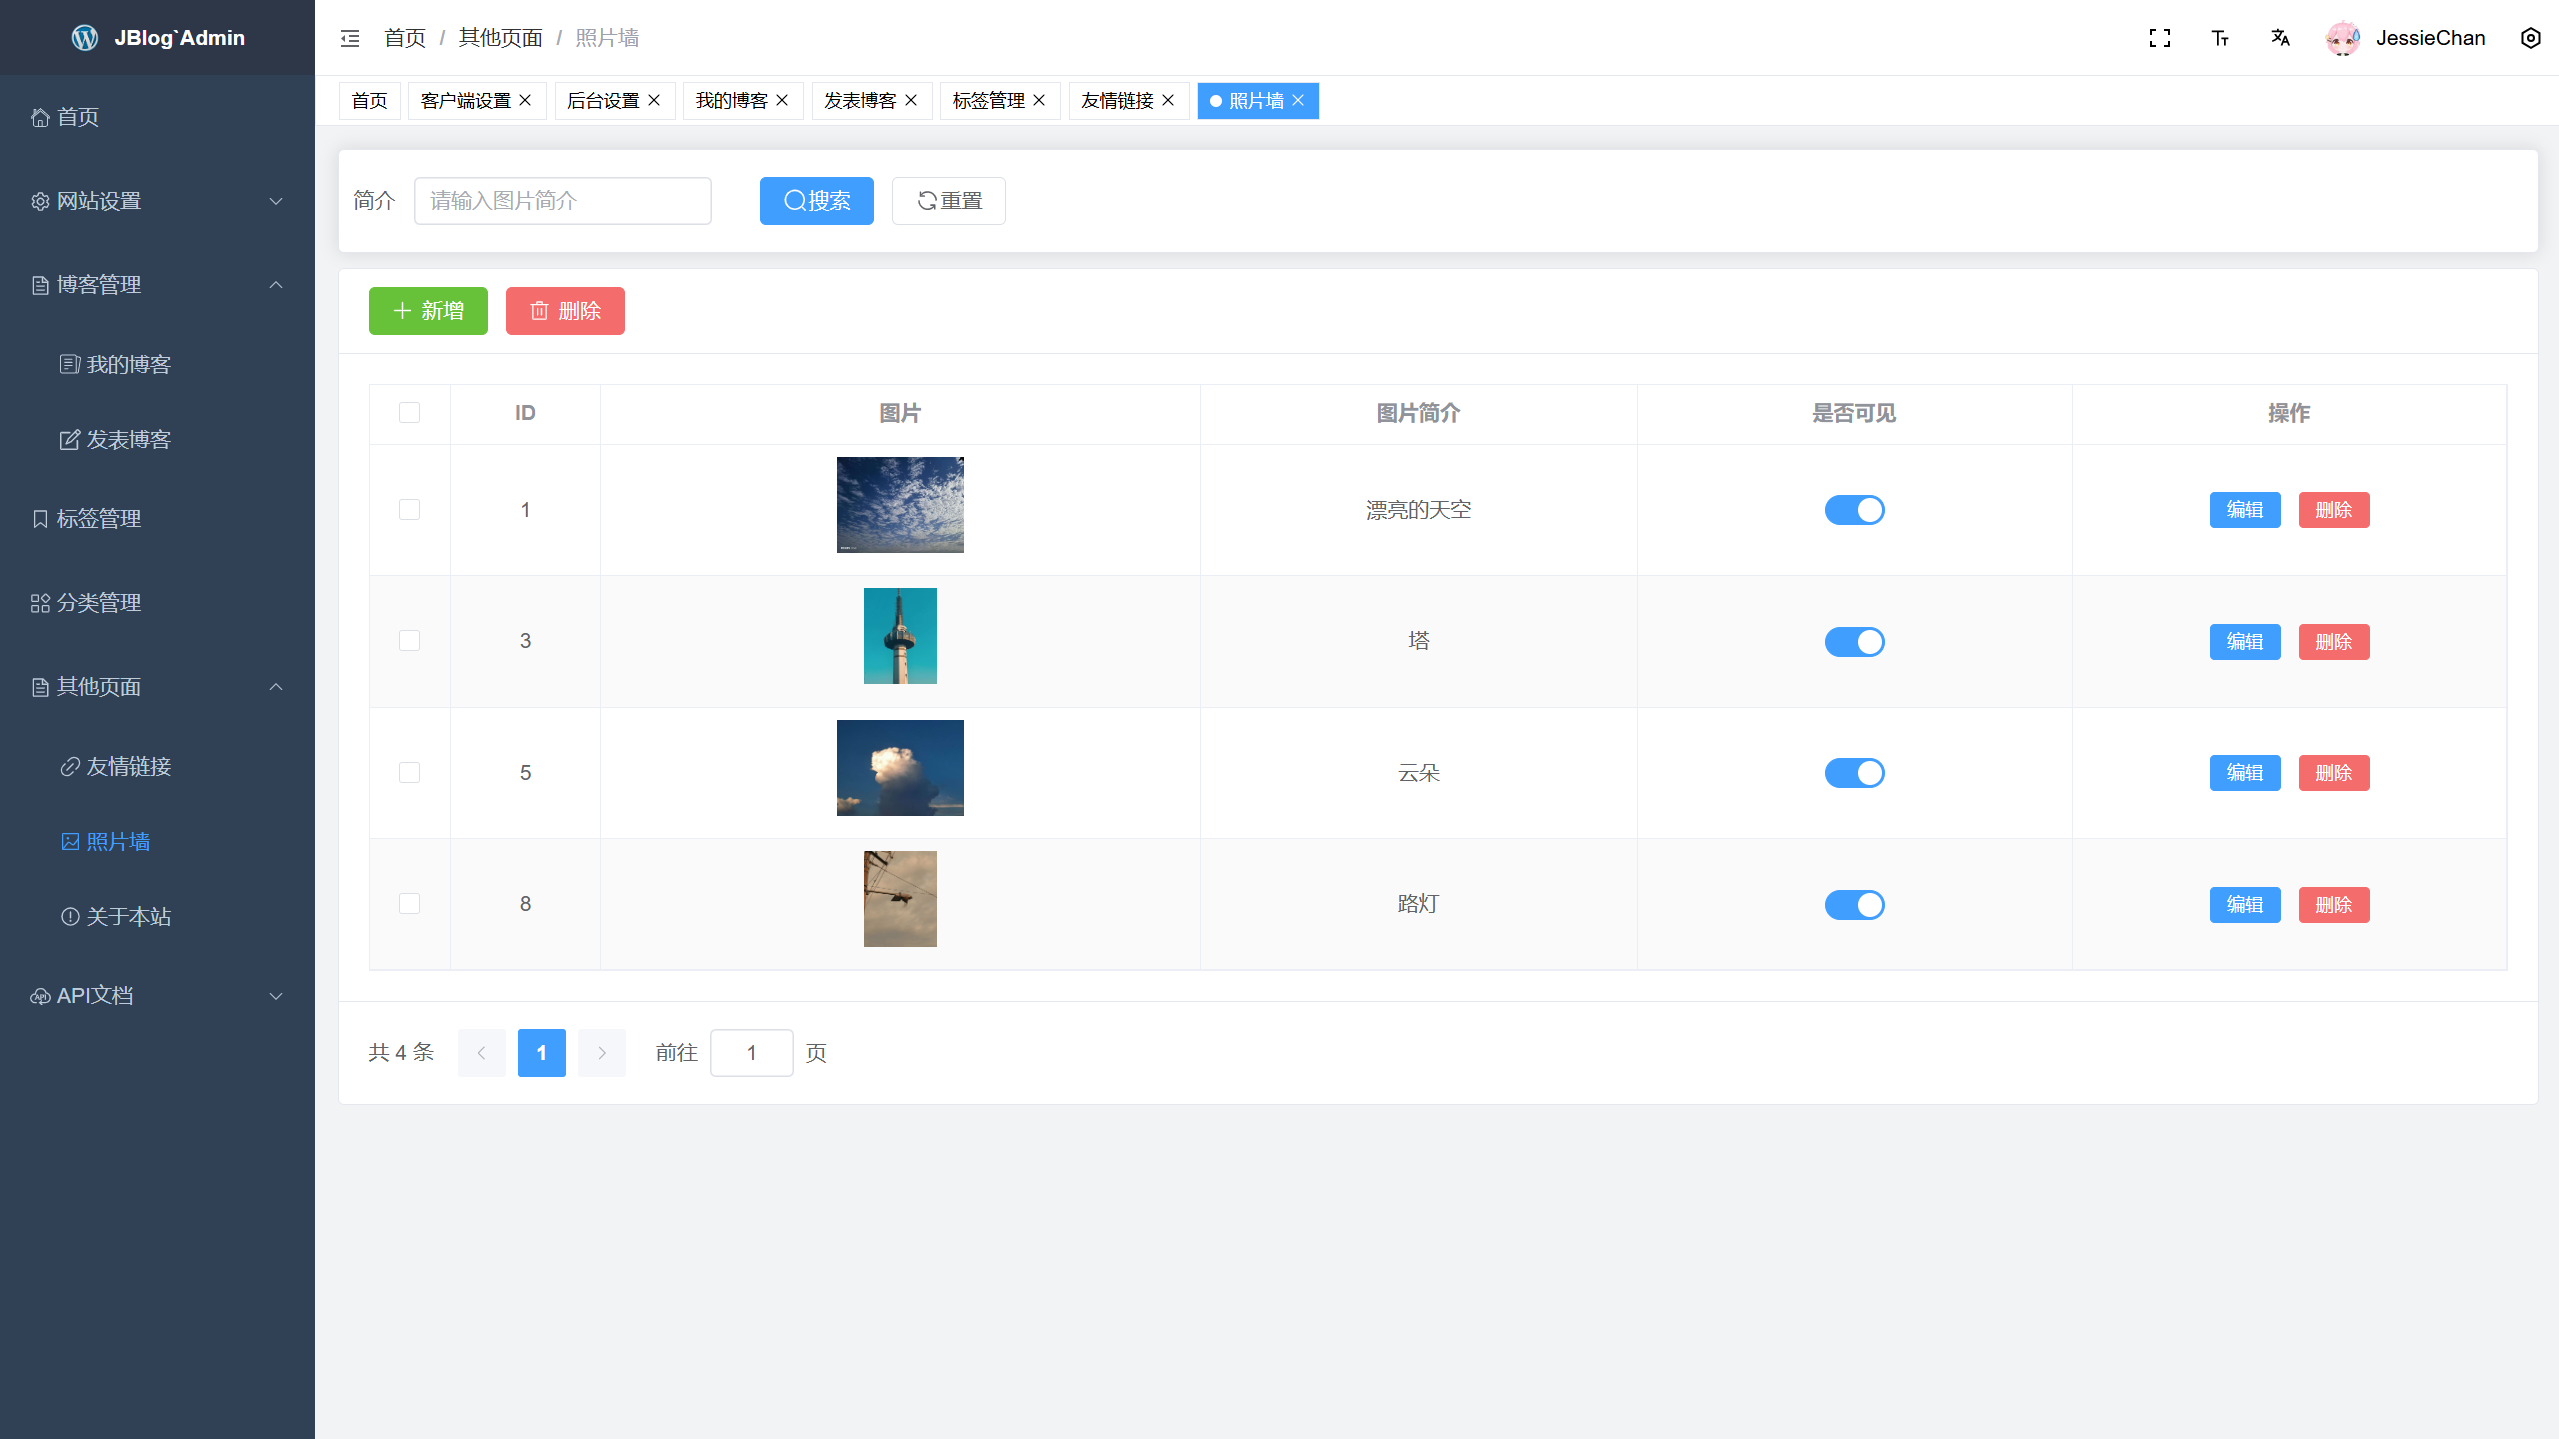 JBlog`Admin
首页 / 其他页面 / 照片墙
JessieChan
首页
客户端设置
后台设置
我的博客
发表博客
标签管理
友情链接
照片墙
首页
网站设置
博客管理
我的博客
发表博客
标签管理
分类管理
其他页面
友情链接
照片墙
关于本站
API文档
简介 请输入图片简介 搜索 重置
新增 删除
ID 图片 图片简介 是否可见 操作
1 漂亮的天空 编辑 删除
3 塔 编辑 删除
5 云朵 编辑 删除
8 路灯 编辑 删除
共 4 条 1 前往 1 页